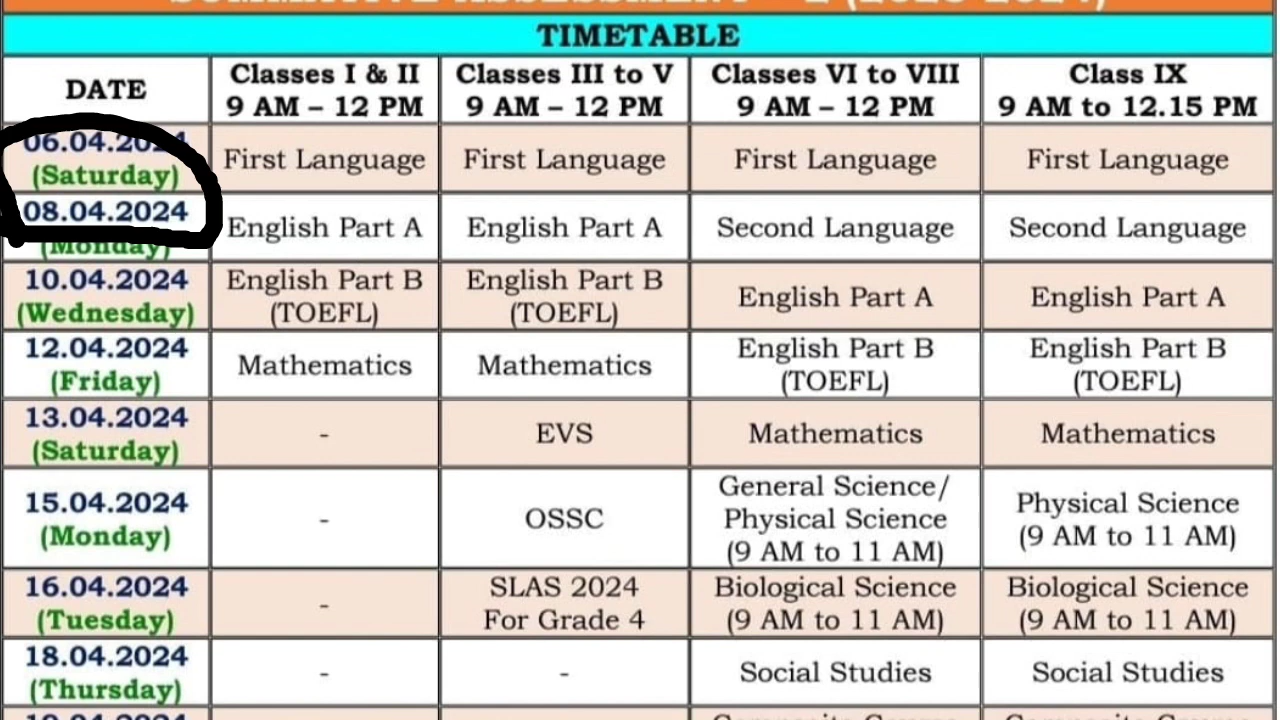 SUMMATIVE ASSESSMENT – 2 (2023-2024)
TIMETABLE
DATE
Classes I & II
9 AM – 12 PM
Classes III to V
9 AM – 12 PM
Classes VI to VIII
9 AM – 12 PM
Class IX
9 AM to 12.15 PM
06.04.2024
(Saturday)
First Language
First Language
First Language
First Language
08.04.2024
(Monday)
English Part A
English Part A
Second Language
Second Language
10.04.2024
(Wednesday)
English Part B
(TOEFL)
English Part B
(TOEFL)
English Part A
English Part A
12.04.2024
(Friday)
Mathematics
Mathematics
English Part B
(TOEFL)
English Part B
(TOEFL)
13.04.2024
(Saturday)
-
EVS
Mathematics
Mathematics
15.04.2024
(Monday)
-
OSSC
General Science/
Physical Science
(9 AM to 11 AM)
Physical Science
(9 AM to 11 AM)
16.04.2024
(Tuesday)
-
SLAS 2024
For Grade 4
Biological Science
(9 AM to 11 AM)
Biological Science
(9 AM to 11 AM)
18.04.2024
(Thursday)
-
-
Social Studies
Social Studies